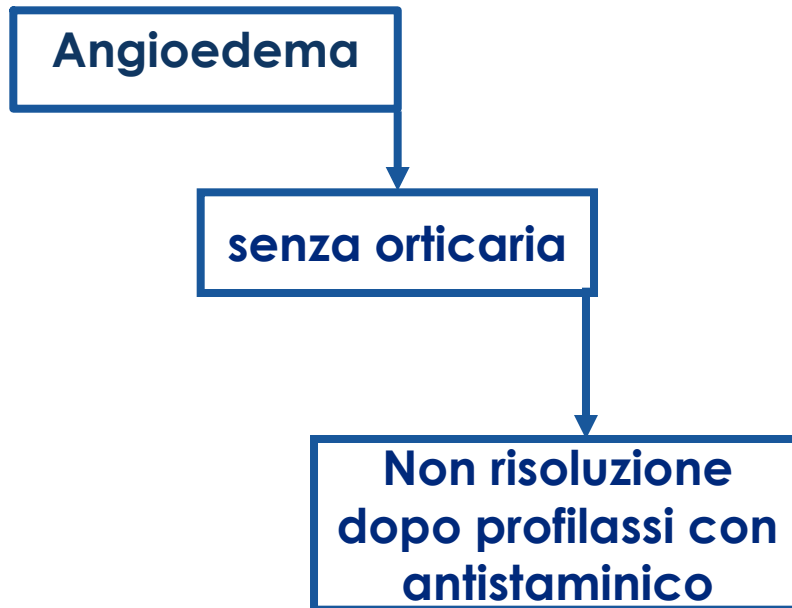 Angioedema
senza orticaria
Non risoluzione
dopo profilassi con
antistaminico